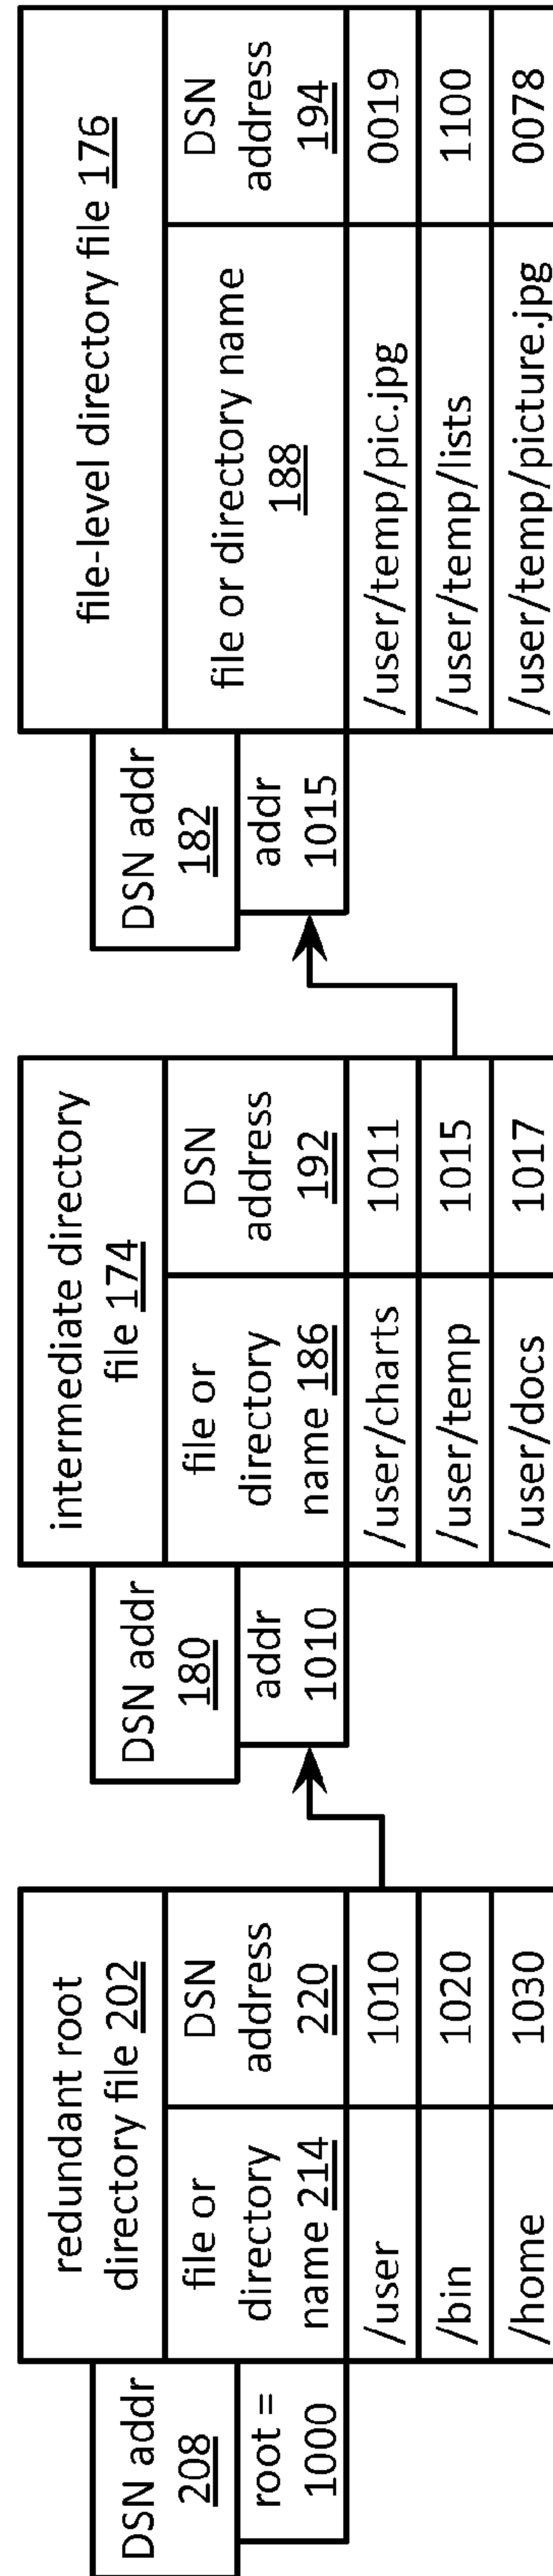 DSN addr
208
root =
1000
redundant root
directory file 202
file or
directory
name 214
DSN
address
220
/user
1010
/bin
1020
/home
1030
DSN addr
180
addr
1010
intermediate directory
file 174
file or
directory
name 186
DSN
address
192
/user/charts
1011
/user/temp
1015
/user/docs
1017
DSN addr
182
addr
1015
file-level directory file 176
file or directory name
188
DSN
address
194
/user/temp/pic.jpg
0019
/user/temp/lists
1100
/user/temp/picture.jpg
0078